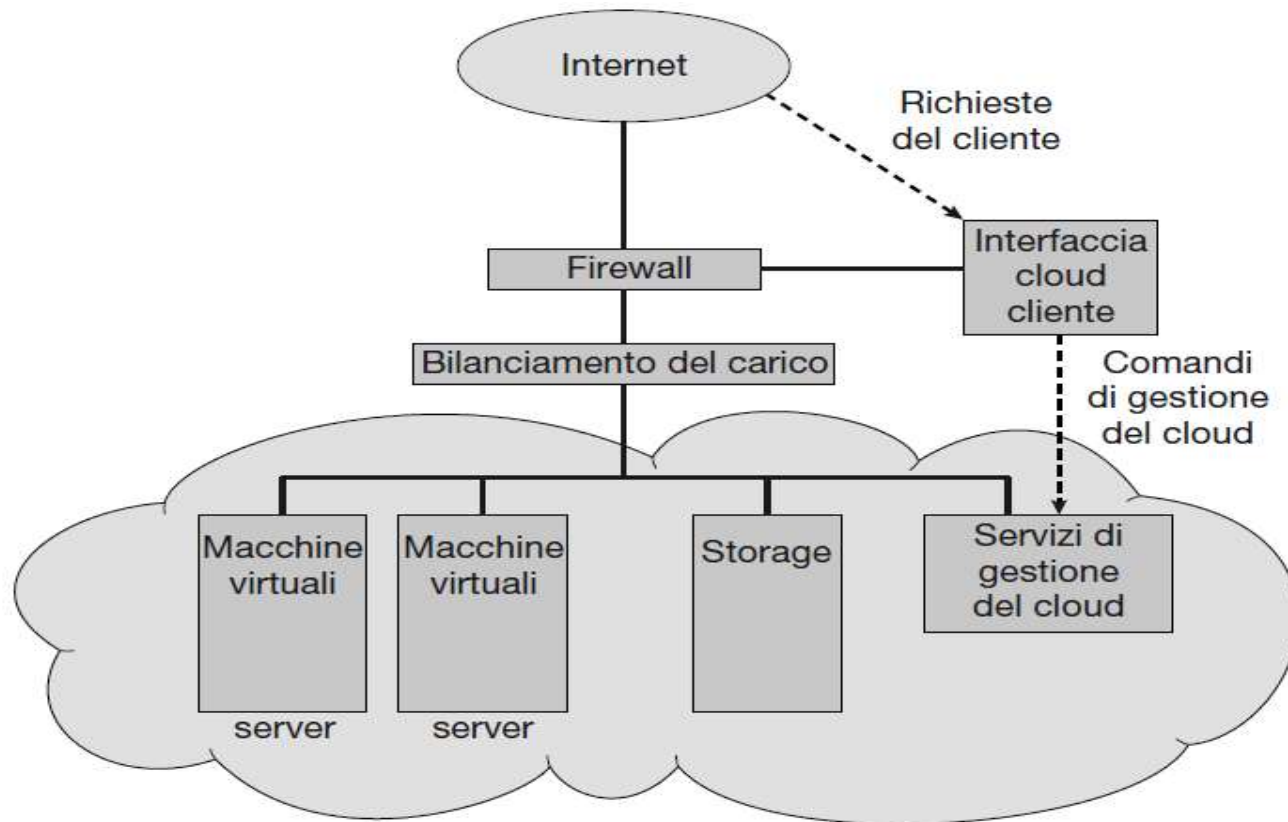 Internet
Richieste
del cliente
Firewall
Interfaccia
cloud
cliente
Bilanciamento del carico
Comandi
di gestione
del cloud
Macchine
virtuali
Macchine
virtuali
Storage
Servizi di
gestione
del cloud
server
server